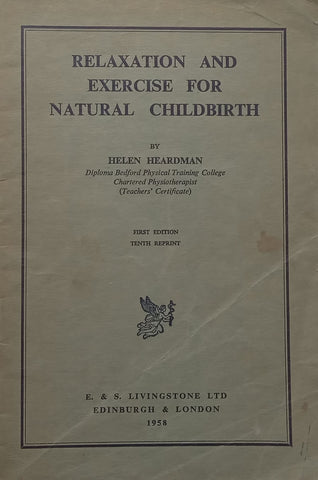 RELAXATION AND
EXERCISE FOR
NATURAL CHILDBIRTH
BY
HELEN HEARDMAN
Diploma Bedford Physical Training College
Chartered Physiotherapist
(Teachers' Certificate)
FIRST EDITION
TENTH REPRINT
E. & S. LIVINGSTONE LTD
EDINBURGH & LONDON
1958